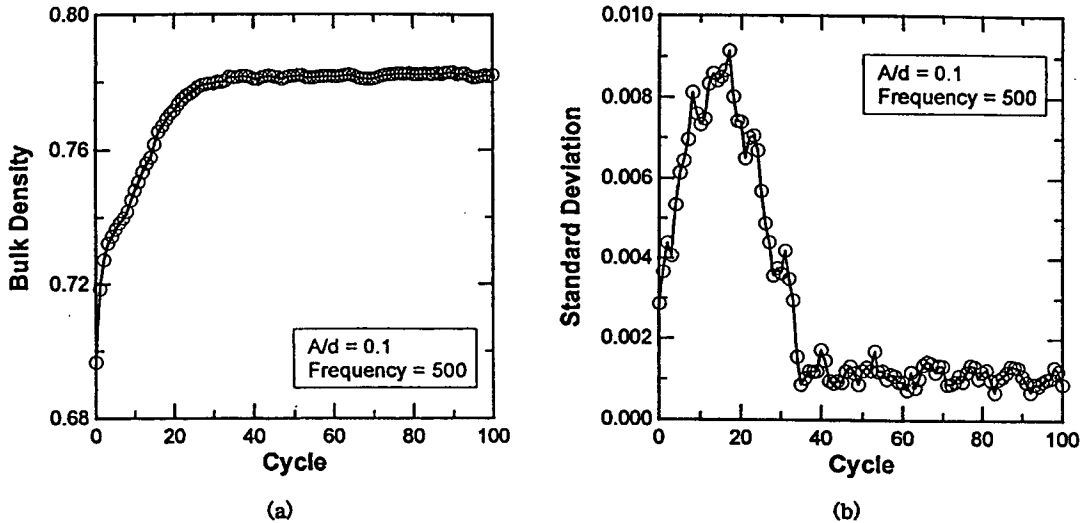 0.80
0.76
0.72
0.68
Bulk Density
A/d = 0.1
Frequency = 500
0 20 40 60 80 100
Cycle
(a)
0.010
0.008
0.006
0.004
0.002
0.000
Standard Deviation
A/d = 0.1
Frequency = 500
0 20 40 60 80 100
Cycle
(b)